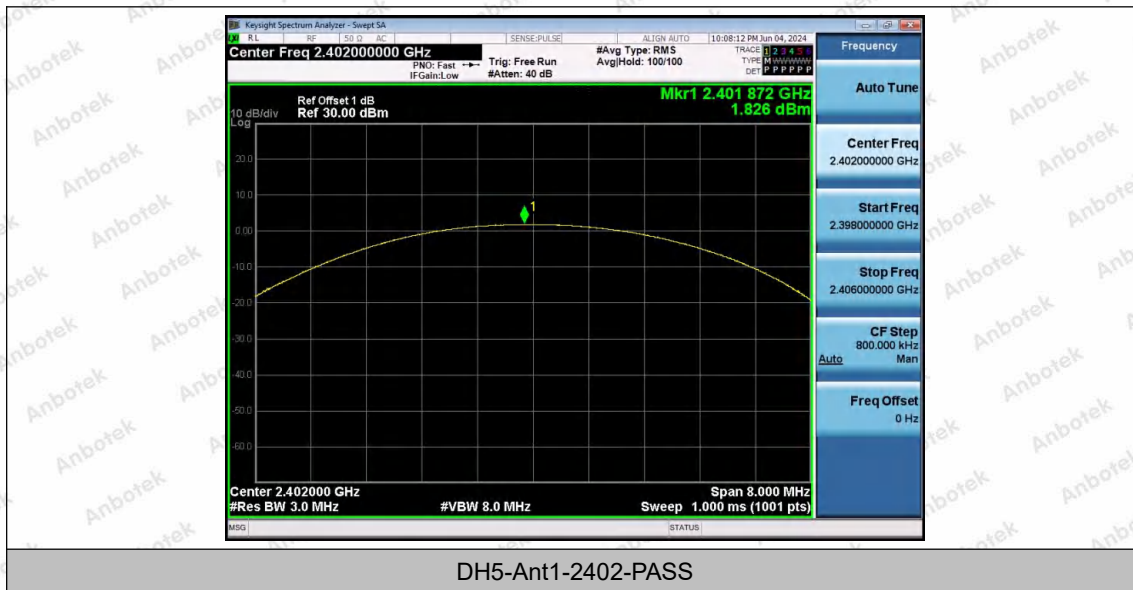 Keysight Spectrum Analyzer - Swept SA
RL RF 50 Ω AC SENSE:PULSE ALIGN AUTO 10:08:12 PM Jun 04, 2024
Center Freq 2.402000000 GHz
PNO: Fast
IFGain:Low
Trig: Free Run
#Atten: 40 dB
#Avg Type: RMS
Avg|Hold: 100/100
TRACE 1 2 3 4 5 6
TYPE M W W W W W
DET P P P P P P
Ref Offset 1 dB
Ref 30.00 dBm
10 dB/div
Log
Mkr1 2.401 872 GHz
1.826 dBm
20.0
10.0
1
0.00
-10.0
-20.0
-30.0
-40.0
-50.0
-60.0
Center 2.402000 GHz
Span 8.000 MHz
#Res BW 3.0 MHz
#VBW 8.0 MHz
Sweep 1.000 ms (1001 pts)
MSG
STATUS
Frequency
Auto Tune
Center Freq
2.402000000 GHz
Start Freq
2.398000000 GHz
Stop Freq
2.406000000 GHz
CF Step
800.000 kHz
Auto Man
Freq Offset
0 Hz
DH5-Ant1-2402-PASS
Anbotek